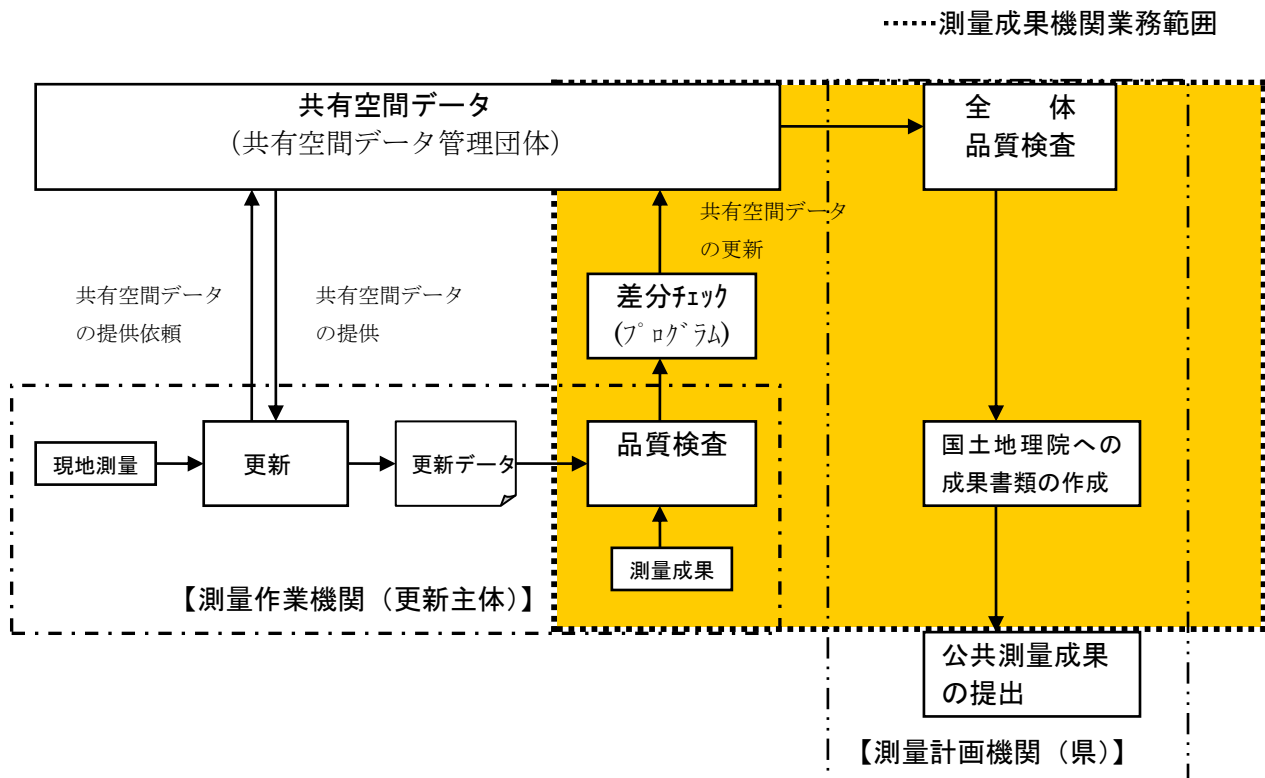 ……測量成果機関業務範囲
共有空間データ
（共有空間データ管理団体）
全　　体
品質検査
共有空間データ
の更新
共有空間データ
の提供依頼
共有空間データ
の提供
差分ﾁｪｯｸ
(ﾌﾟﾛｸﾞﾗﾑ)
現地測量
更新
更新データ
品質検査
国土地理院への
成果書類の作成
測量成果
【測量作業機関（更新主体）】
公共測量成果
の提出
【測量計画機関（県）】